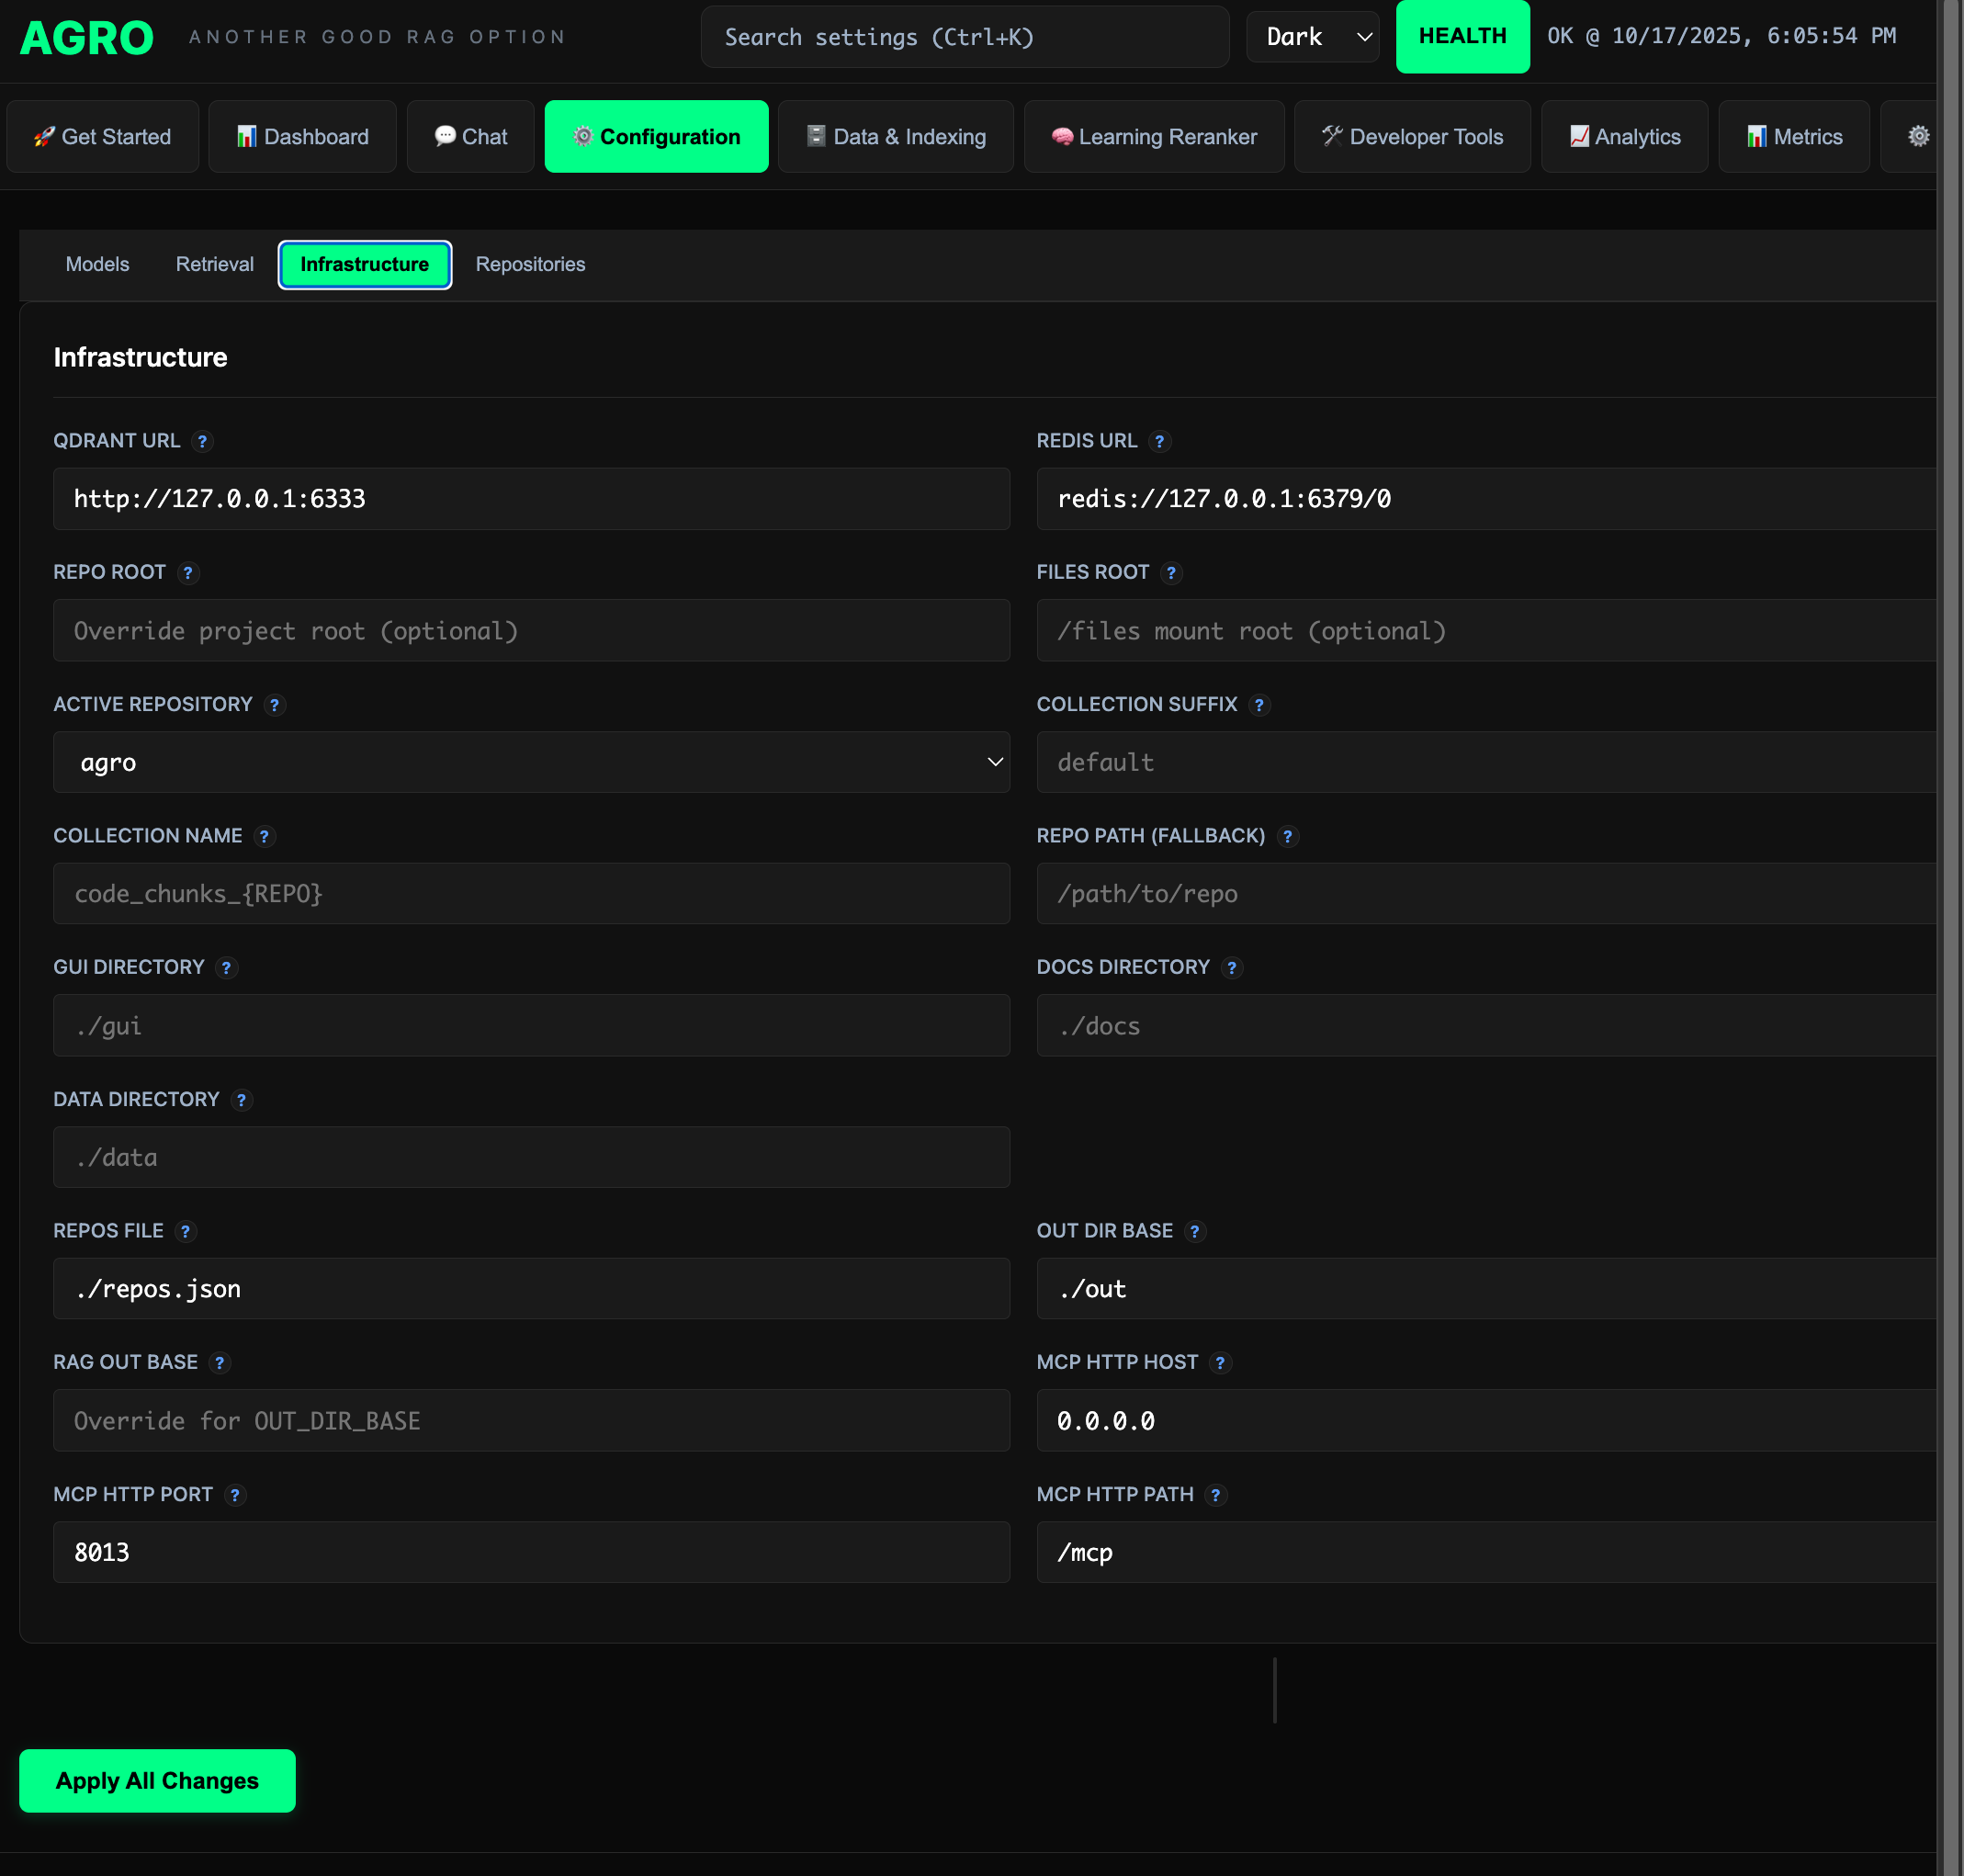 AGRO ANOTHER GOOD RAG OPTION Search settings (Ctrl+K) Dark HEALTH OK @ 10/17/2025, 6:05:54 PM
🚀 Get Started 📊 Dashboard 💬 Chat ⚙️ Configuration 🗄️ Data & Indexing 🧠 Learning Reranker 🛠️ Developer Tools 📈 Analytics 📊 Metrics ⚙️
Models Retrieval Infrastructure Repositories
Infrastructure
QDRANT URL ? REDIS URL ?
http://127.0.0.1:6333 redis://127.0.0.1:6379/0
REPO ROOT ? FILES ROOT ?
Override project root (optional) /files mount root (optional)
ACTIVE REPOSITORY ? COLLECTION SUFFIX ?
agro default
COLLECTION NAME ? REPO PATH (FALLBACK) ?
code_chunks_{REPO} /path/to/repo
GUI DIRECTORY ? DOCS DIRECTORY ?
./gui ./docs
DATA DIRECTORY ?
./data
REPOS FILE ? OUT DIR BASE ?
./repos.json ./out
RAG OUT BASE ? MCP HTTP HOST ?
Override for OUT_DIR_BASE 0.0.0.0
MCP HTTP PORT ? MCP HTTP PATH ?
8013 /mcp
Apply All Changes